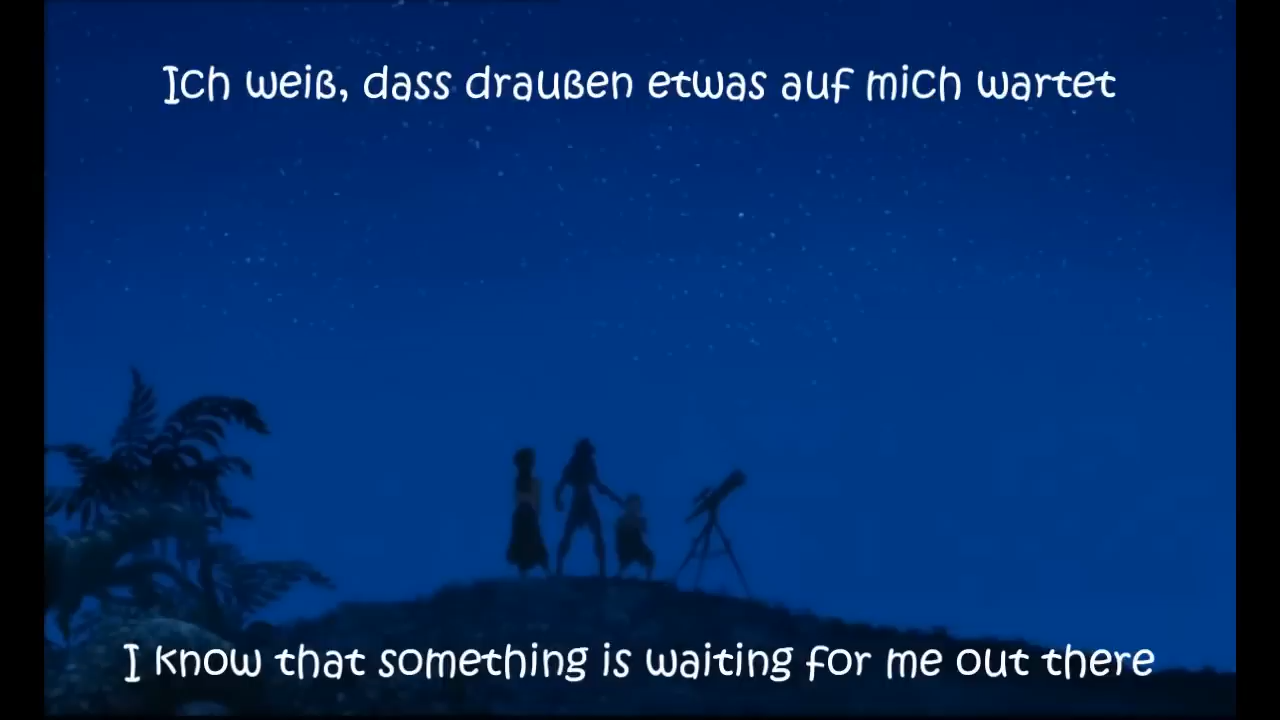 Ich weiß, dass draußen etwas auf mich wartet
I know that something is waiting for me out there